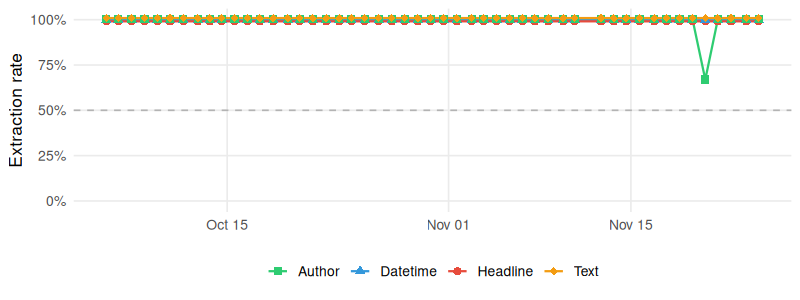 Extraction rate
100%
75%
50%
25%
0%
Oct 15 Nov 01 Nov 15
Author Datetime Headline Text